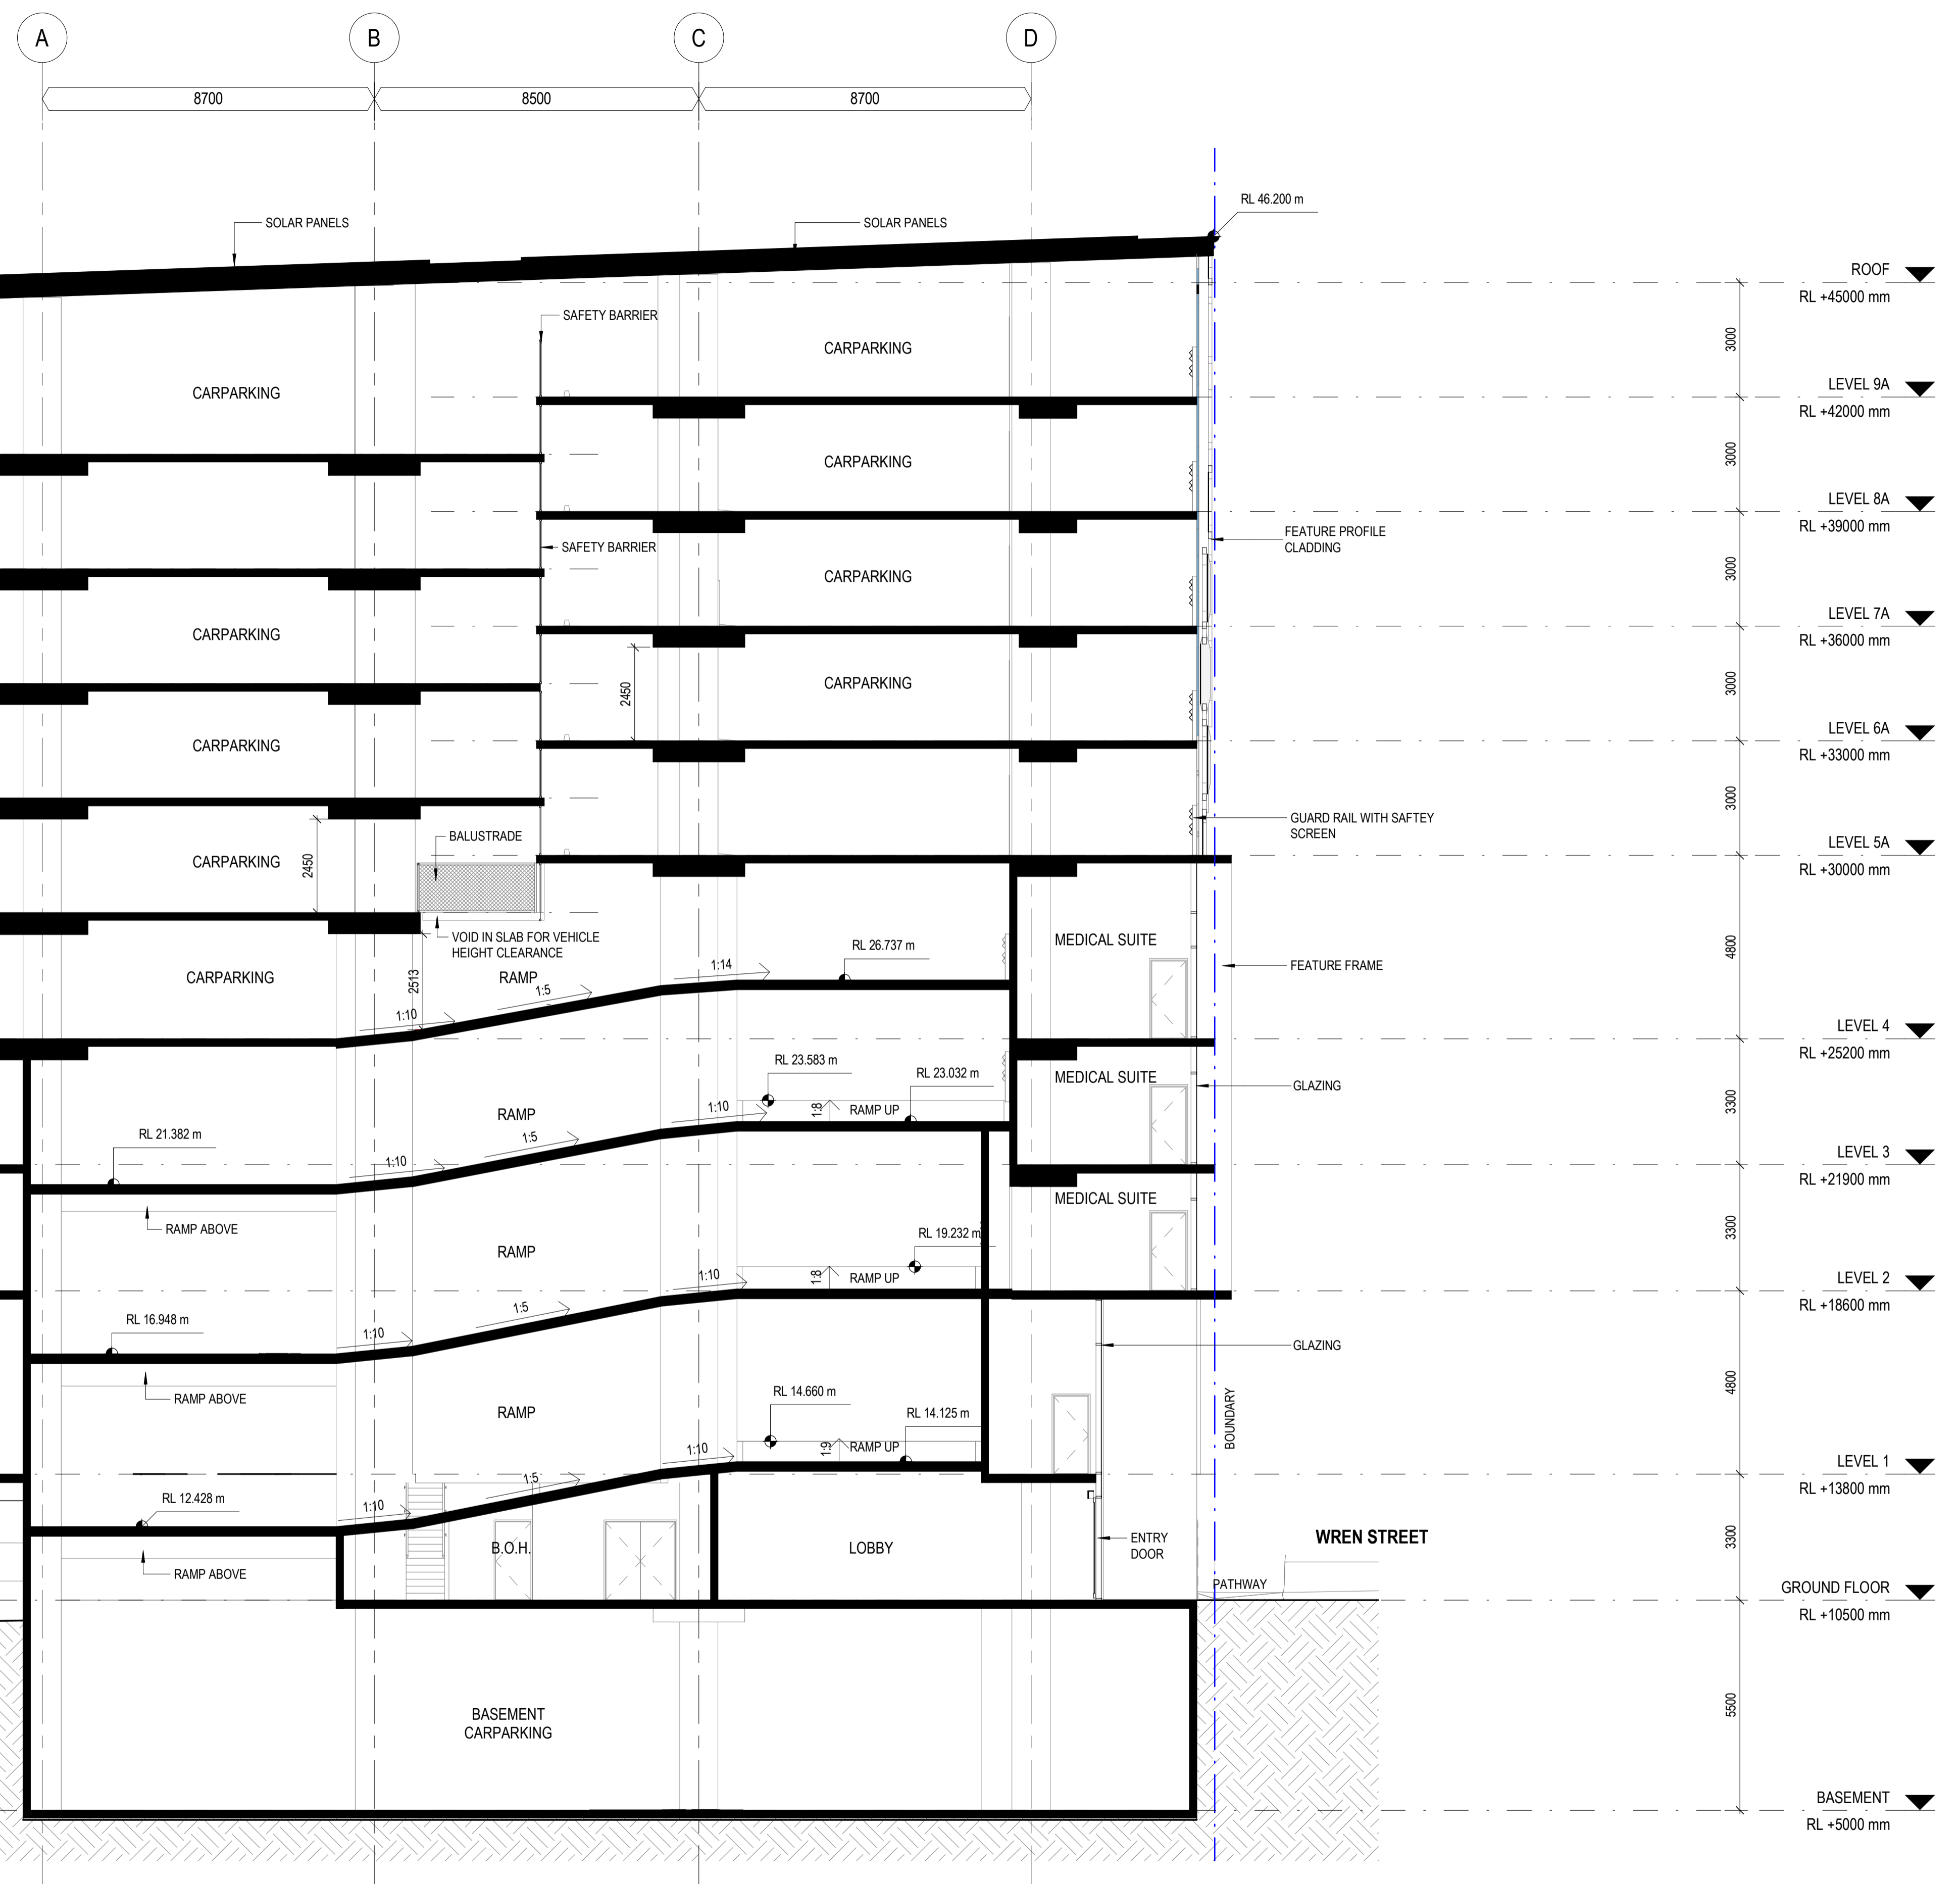 A
B
C
D
8700
8500
8700
RL 46.200 m
SOLAR PANELS
SOLAR PANELS
ROOF
RL +45000 mm
SAFETY BARRIER
3000
CARPARKING
CARPARKING
LEVEL 9A
RL +42000 mm
CARPARKING
3000
LEVEL 8A
RL +39000 mm
FEATURE PROFILE
CLADDING
SAFETY BARRIER
3000
CARPARKING
LEVEL 7A
RL +36000 mm
CARPARKING
2450
CARPARKING
3000
LEVEL 6A
RL +33000 mm
CARPARKING
3000
GUARD RAIL WITH SAFTEY
SCREEN
BALUSTRADE
LEVEL 5A
RL +30000 mm
CARPARKING
2450
VOID IN SLAB FOR VEHICLE
HEIGHT CLEARANCE
MEDICAL SUITE
4800
RL 26.737 m
FEATURE FRAME
CARPARKING
2513
RAMP
1:14
1:5
1:10
LEVEL 4
RL +25200 mm
RL 23.583 m
RL 23.032 m
MEDICAL SUITE
GLAZING
3300
RAMP
1:10
1:8
RAMP UP
RL 21.382 m
1:5
1:10
LEVEL 3
RL +21900 mm
MEDICAL SUITE
RAMP ABOVE
RL 19.232 m
3300
RAMP
1:10
1:8
RAMP UP
LEVEL 2
RL +18600 mm
RL 16.948 m
1:5
1:10
GLAZING
RAMP ABOVE
RL 14.660 m
RL 14.125 m
4800
BOUNDARY
RAMP
1:10
1:9
RAMP UP
LEVEL 1
RL +13800 mm
RL 12.428 m
1:5
1:10
B.O.H.
LOBBY
ENTRY
DOOR
WREN STREET
3300
RAMP ABOVE
PATHWAY
GROUND FLOOR
RL +10500 mm
BASEMENT
CARPARKING
5500
BASEMENT
RL +5000 mm